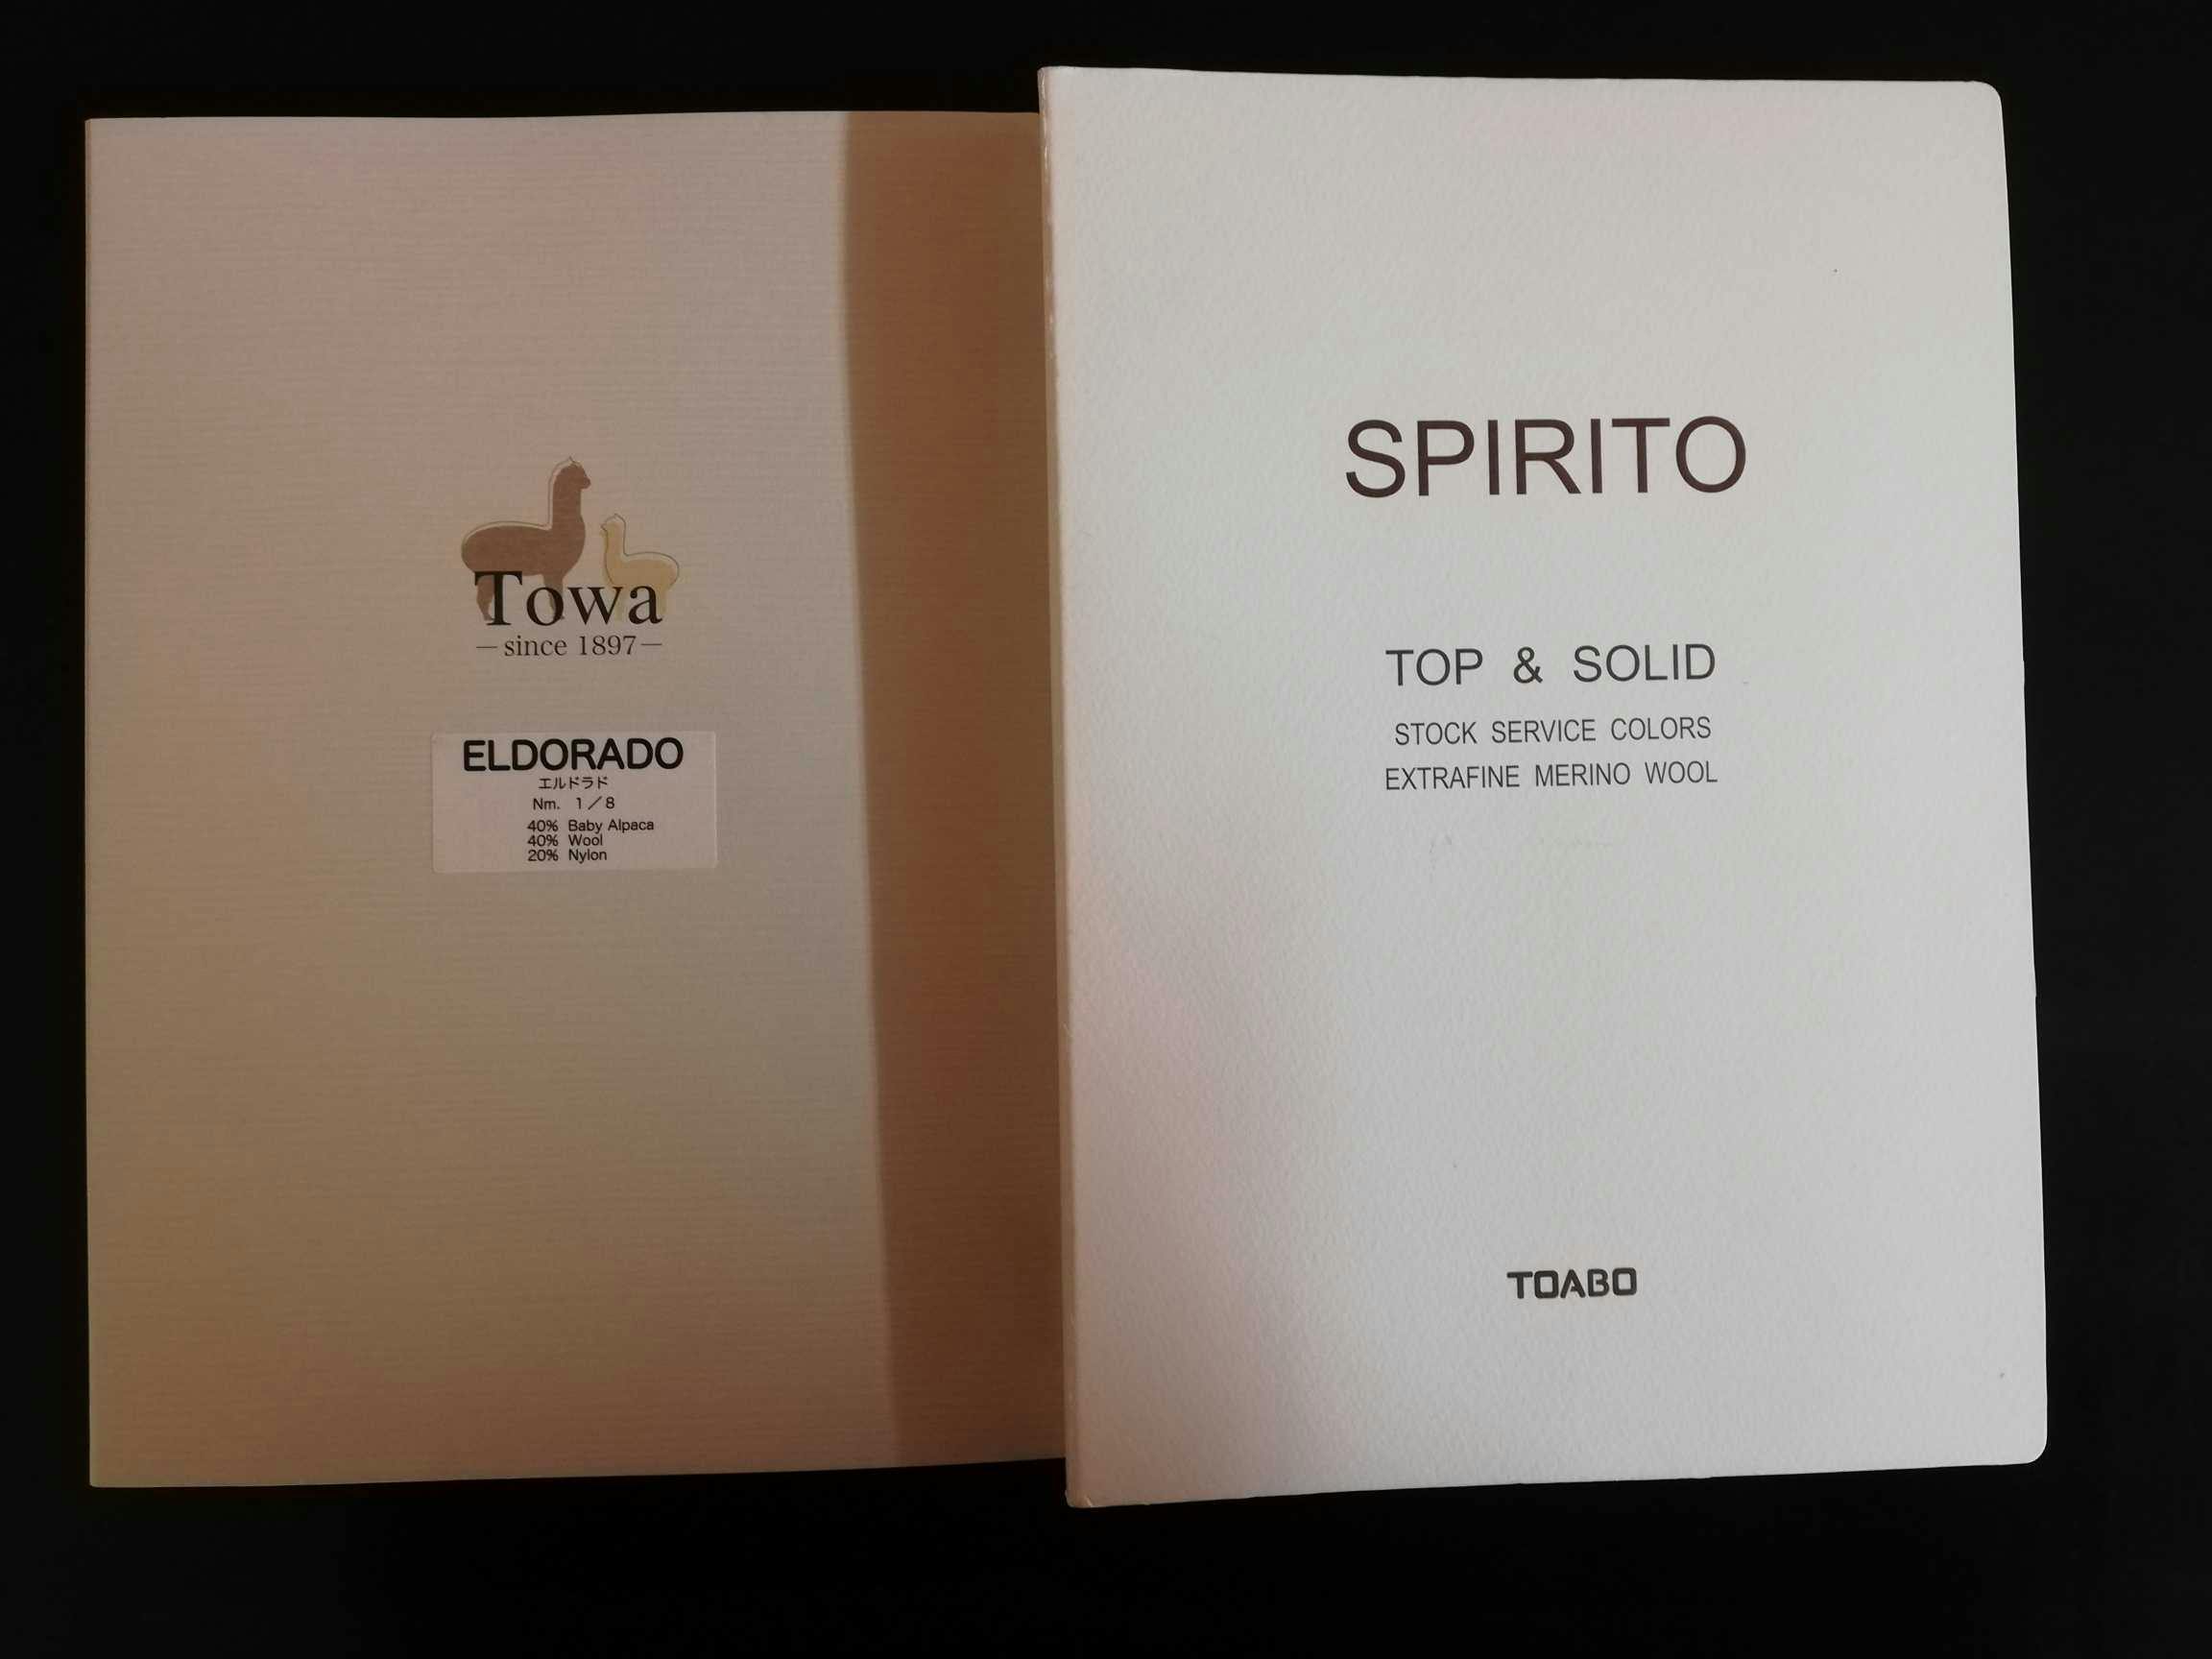 Towa
—since 1897—
ELDORADO
エルドラド
Nm. 1／8
40% Baby Alpaca
40% Wool
20% Nylon
SPIRITO
TOP & SOLID
STOCK SERVICE COLORS
EXTRAFINE MERINO WOOL
TOABO